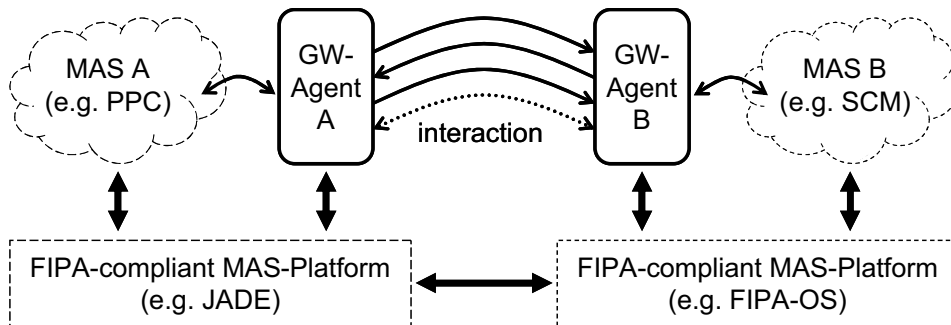 MAS A
(e.g. PPC)
GW-
Agent
A
interaction
GW-
Agent
B
MAS B
(e.g. SCM)
FIPA-compliant MAS-Platform
(e.g. JADE)
FIPA-compliant MAS-Platform
(e.g. FIPA-OS)